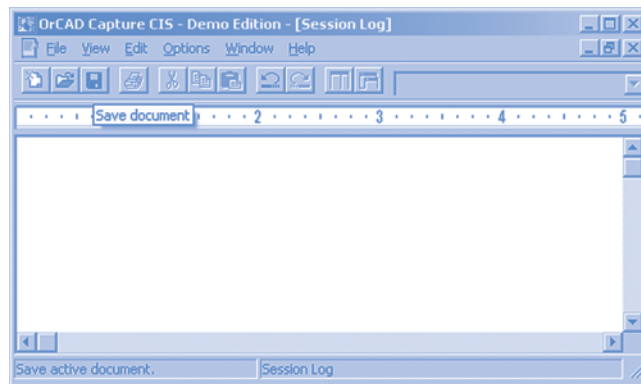 OrCAD Capture CIS - Demo Edition - [Session Log]
File View Edit Options Window Help
Save document
2 3 4 5
Save active document. Session Log